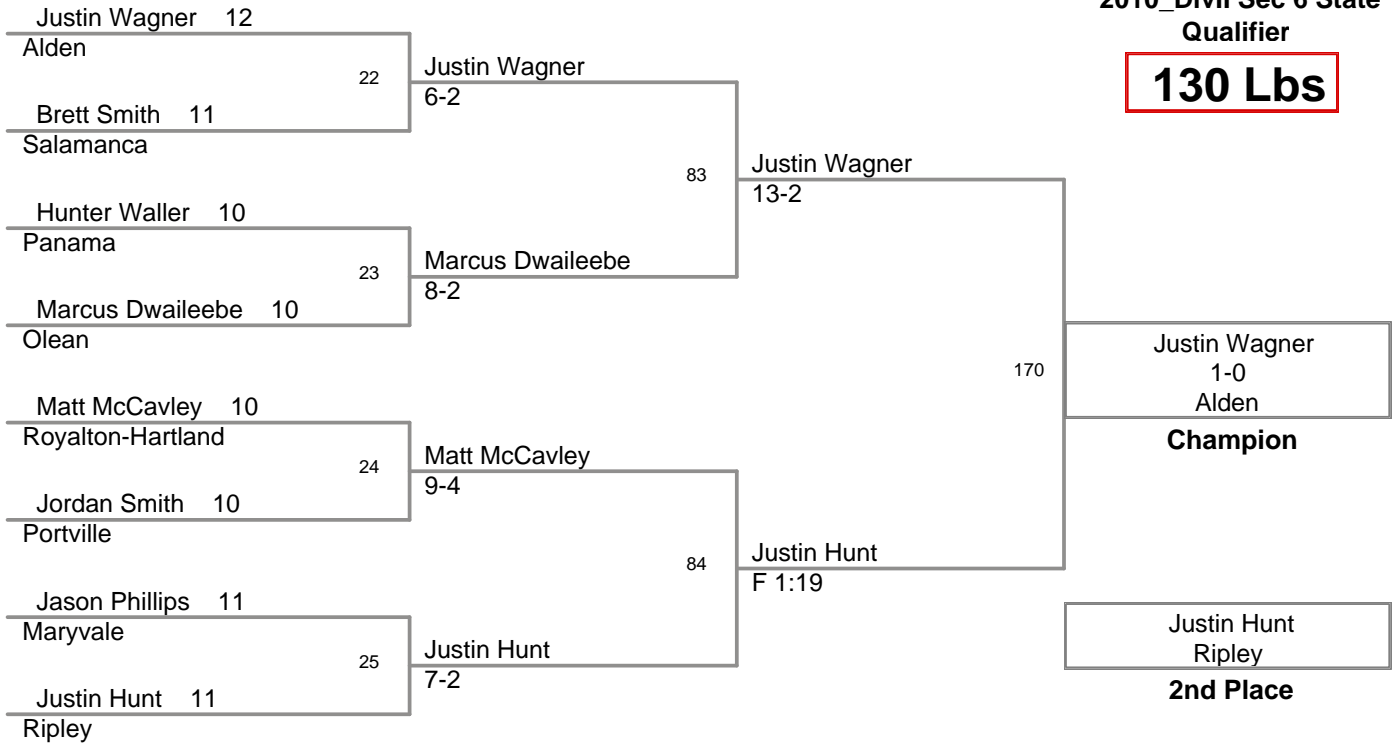 2010_DivII Sec 6 State
Qualifier
130 Lbs
Justin Wagner 12
Alden
22
Brett Smith 11
Salamanca
Hunter Waller 10
Panama
23
Marcus Dwaileebe 10
Olean
Matt McCavley 10
Royalton-Hartland
24
Jordan Smith 10
Portville
Jason Phillips 11
Maryvale
25
Justin Hunt 11
Ripley
Justin Wagner
6-2
83
Marcus Dwaileebe
8-2
Matt McCavley
9-4
84
Justin Hunt
7-2
Justin Wagner
13-2
170
Justin Hunt
F 1:19
Justin Wagner
1-0
Alden
Champion
Justin Hunt
Ripley
2nd Place